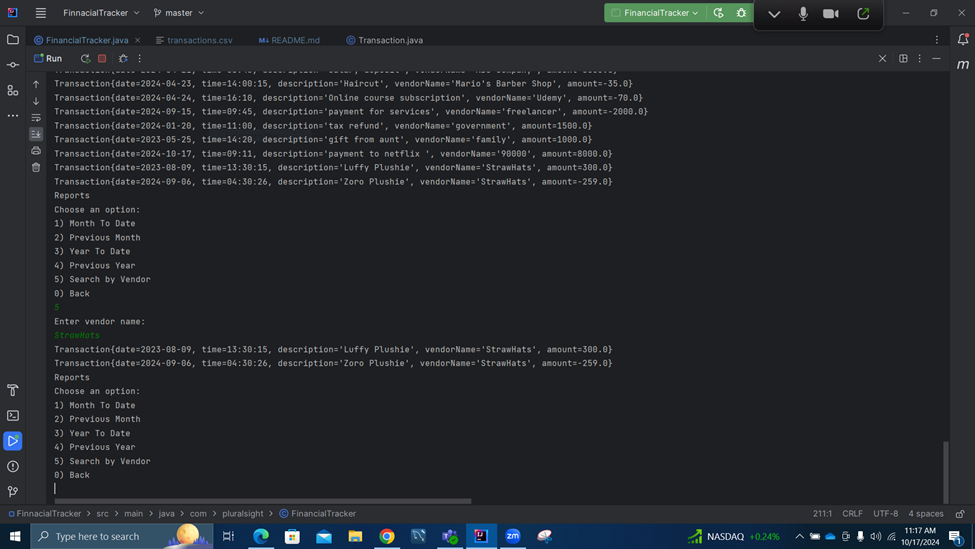 FinnacialTracker
master
FinancialTracker
FinancialTracker.java
transactions.csv
README.md
Transaction.java
Run
Transaction{date=2024-04-23, time=14:00:15, description='Haircut', vendorName='Mario's Barber Shop', amount=-35.0}
Transaction{date=2024-04-24, time=16:10, description='Online course subscription', vendorName='Udemy', amount=-70.0}
Transaction{date=2024-09-15, time=09:45, description='payment for services', vendorName='freelancer', amount=-2000.0}
Transaction{date=2024-01-20, time=11:00, description='tax refund', vendorName='government', amount=1500.0}
Transaction{date=2023-05-25, time=14:20, description='gift from aunt', vendorName='family', amount=1000.0}
Transaction{date=2024-10-17, time=09:11, description='payment to netflix ', vendorName='90000', amount=8000.0}
Transaction{date=2023-08-09, time=13:30:15, description='Luffy Plushie', vendorName='StrawHats', amount=300.0}
Transaction{date=2024-09-06, time=04:30:26, description='Zoro Plushie', vendorName='StrawHats', amount=-259.0}
Reports
Choose an option:
1) Month To Date
2) Previous Month
3) Year To Date
4) Previous Year
5) Search by Vendor
0) Back
5
Enter vendor name:
StrawHats
Transaction{date=2023-08-09, time=13:30:15, description='Luffy Plushie', vendorName='StrawHats', amount=300.0}
Transaction{date=2024-09-06, time=04:30:26, description='Zoro Plushie', vendorName='StrawHats', amount=-259.0}
Reports
Choose an option:
1) Month To Date
2) Previous Month
3) Year To Date
4) Previous Year
5) Search by Vendor
0) Back
FinnacialTracker > src > main > java > com > pluralsight > FinancialTracker
211:1 CRLF UTF-8 4 spaces
Type here to search
NASDAQ +0.24%
11:17 AM
10/17/2024